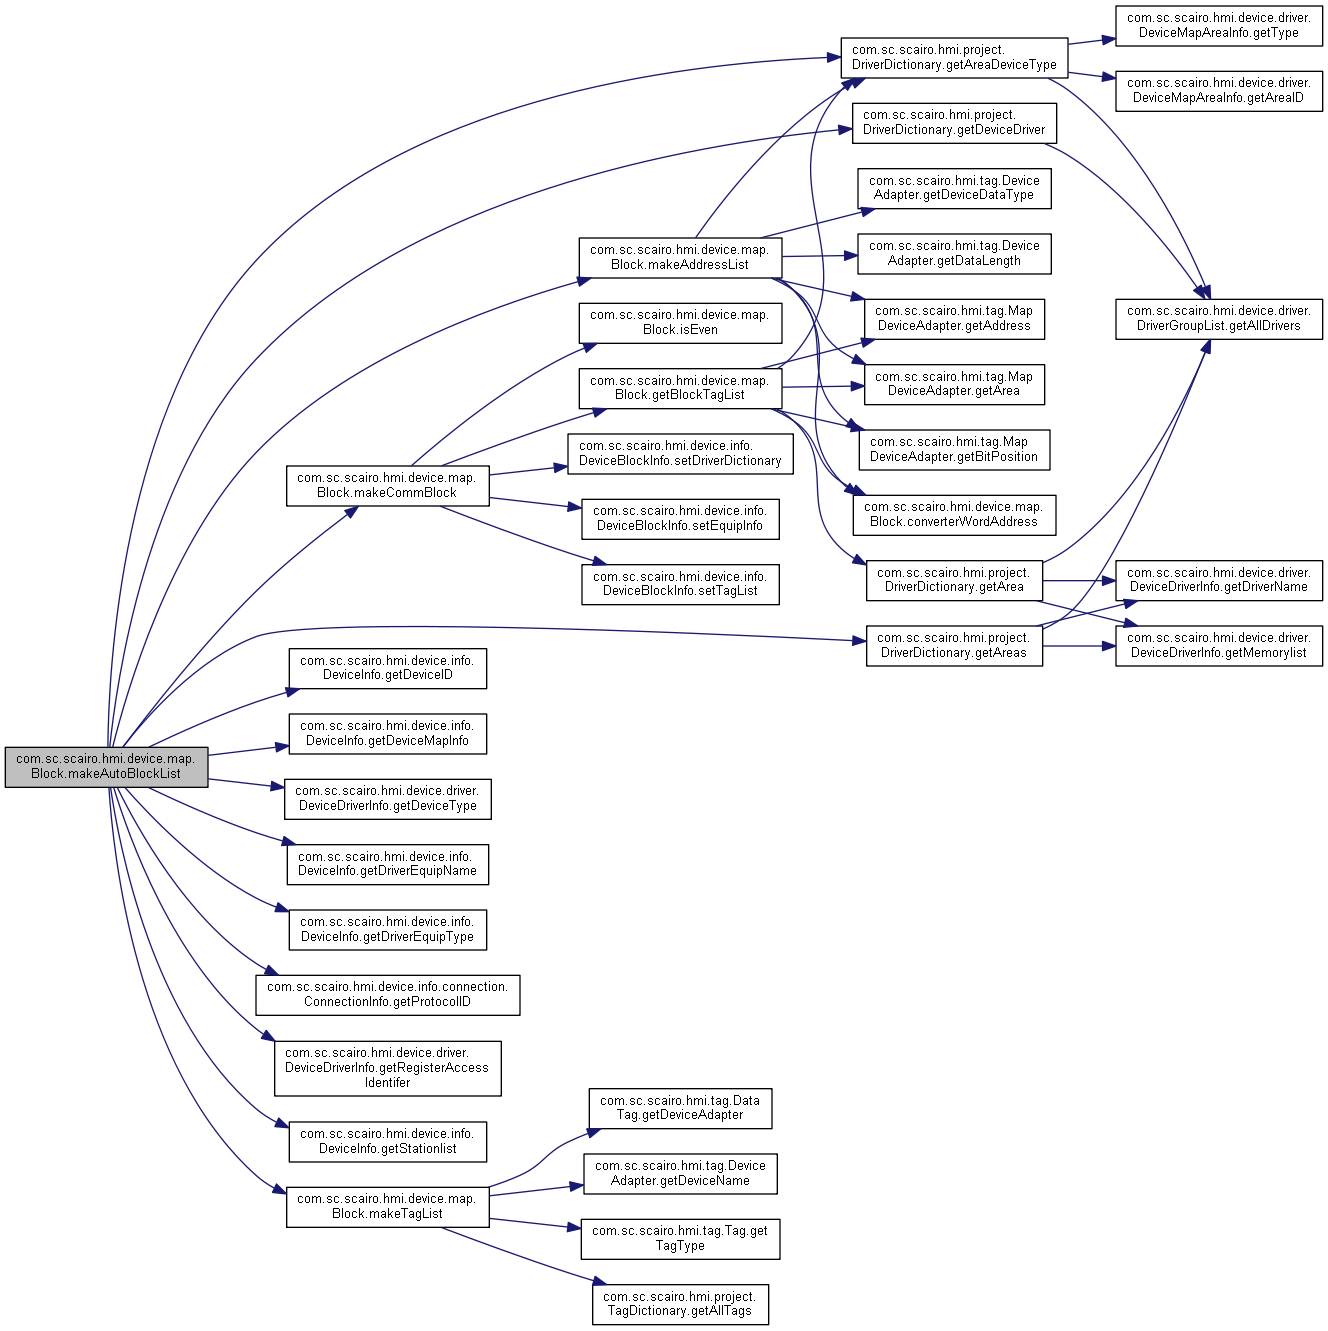 com.sc.scairo.hmi.device.map.
Block.makeAutoBlockList
com.sc.scairo.hmi.device.map.
Block.makeCommBlock
com.sc.scairo.hmi.device.info.
DeviceInfo.getDeviceID
com.sc.scairo.hmi.device.info.
DeviceInfo.getDeviceMapInfo
com.sc.scairo.hmi.device.driver.
DeviceDriverInfo.getDeviceType
com.sc.scairo.hmi.device.info.
DeviceInfo.getDriverEquipName
com.sc.scairo.hmi.device.info.
DeviceInfo.getDriverEquipType
com.sc.scairo.hmi.device.info.connection.
ConnectionInfo.getProtocolID
com.sc.scairo.hmi.device.driver.
DeviceDriverInfo.getRegisterAccess
Identifer
com.sc.scairo.hmi.device.info.
DeviceInfo.getStationlist
com.sc.scairo.hmi.device.map.
Block.makeTagList
com.sc.scairo.hmi.device.map.
Block.makeAddressList
com.sc.scairo.hmi.device.map.
Block.isEven
com.sc.scairo.hmi.device.map.
Block.getBlockTagList
com.sc.scairo.hmi.device.info.
DeviceBlockInfo.setDriverDictionary
com.sc.scairo.hmi.device.info.
DeviceBlockInfo.setEquipInfo
com.sc.scairo.hmi.device.info.
DeviceBlockInfo.setTagList
com.sc.scairo.hmi.tag.Data
Tag.getDeviceAdapter
com.sc.scairo.hmi.tag.Device
Adapter.getDeviceName
com.sc.scairo.hmi.tag.Tag.get
TagType
com.sc.scairo.hmi.project.
TagDictionary.getAllTags
com.sc.scairo.hmi.project.
DriverDictionary.getAreaDeviceType
com.sc.scairo.hmi.project.
DriverDictionary.getDeviceDriver
com.sc.scairo.hmi.tag.Device
Adapter.getDeviceDataType
com.sc.scairo.hmi.tag.Device
Adapter.getDataLength
com.sc.scairo.hmi.tag.Map
DeviceAdapter.getAddress
com.sc.scairo.hmi.tag.Map
DeviceAdapter.getArea
com.sc.scairo.hmi.tag.Map
DeviceAdapter.getBitPosition
com.sc.scairo.hmi.device.map.
Block.converterWordAddress
com.sc.scairo.hmi.project.
DriverDictionary.getArea
com.sc.scairo.hmi.project.
DriverDictionary.getAreas
com.sc.scairo.hmi.device.driver.
DeviceMapAreaInfo.getType
com.sc.scairo.hmi.device.driver.
DeviceMapAreaInfo.getAreaID
com.sc.scairo.hmi.device.driver.
DriverGroupList.getAllDrivers
com.sc.scairo.hmi.device.driver.
DeviceDriverInfo.getDriverName
com.sc.scairo.hmi.device.driver.
DeviceDriverInfo.getMemorylist